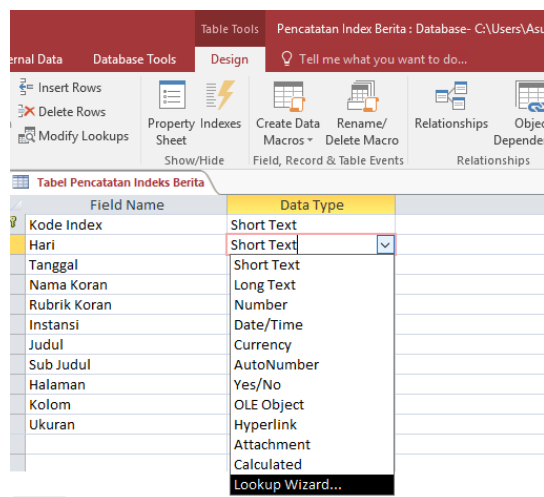 Table Tools Pencatatan Index Berita : Database- C:\Users\Asu
ernal Data Database Tools Design Tell me what you want to do...
Insert Rows
Delete Rows
Modify Lookups
Property Sheet
Indexes
Create Data Macros
Rename/ Delete Macro
Relationships
Objec
Depende
Show/Hide Field, Record & Table Events Relationships
Tabel Pencatatan Indeks Berita
Field Name Data Type
Kode Index Short Text
Hari Short Text
Tanggal Short Text
Nama Koran Long Text
Rubrik Koran Number
Instansi Date/Time
Judul Currency
Sub Judul AutoNumber
Halaman Yes/No
Kolom OLE Object
Ukuran Hyperlink
Attachment
Calculated
Lookup Wizard...